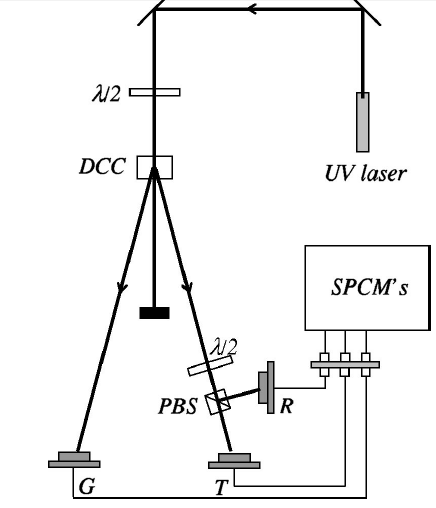 λ/2
DCC
UV laser
SPCM's
λ/2
PBS
R
G
T